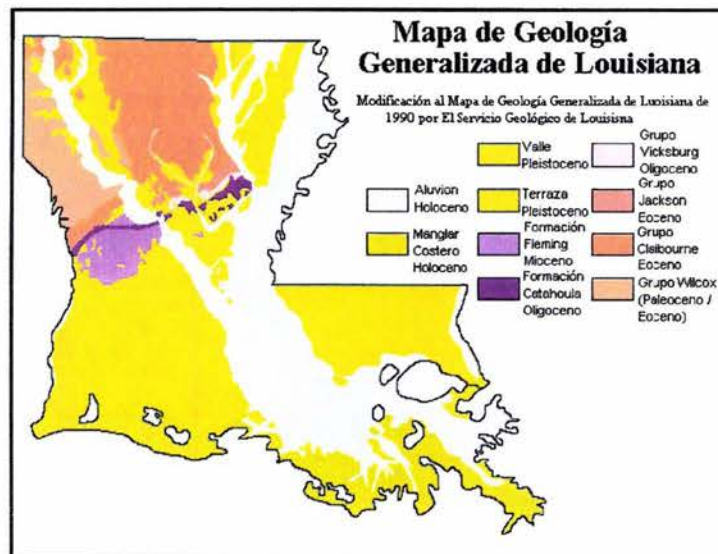 Mapa de Geología
Generalizada de Louisiana
Modificación al Mapa de Geología Generalizada de Luoisiana de
1990 por El Servicio Geológico de Louisisna
Aluvion
Holoceno
Manglar
Costero
Holoceno
Valle
Pleistoceno
Terraza
Pleistoceno
Formación
Fleming
Mioceno
Formación
Catahoula
Oligoceno
Grupo
Vicksburg
Oligoceno
Grupo
Jackson
Eoceno
Grupo
Claibourne
Eoceno
Grupo Wilcox
(Paleoceno /
Eoceno)